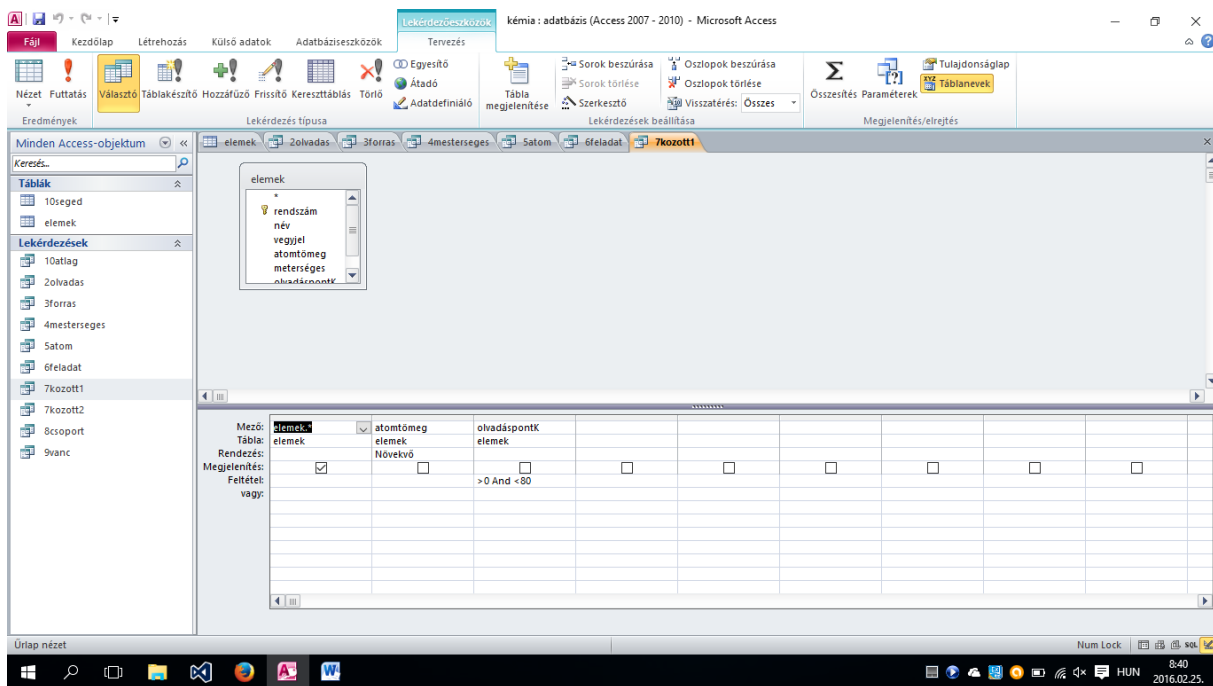 Lekérdezőeszközök kémia : adatbázis (Access 2007 - 2010) - Microsoft Access
Fájl Kezdőlap Létrehozás Külső adatok Adatbáziseszközök Tervezés
Nézet Futtatás Választó Táblakészítő Hozzáfűző Frissítő Kereszttáblás Törlő
Egyesítő
Átadó
Adatdefiniáló
Tábla megjelenítése
Sorok beszúrása
Sorok törlése
Szerkesztő
Oszlopok beszúrása
Oszlopok törlése
Visszatérés: Összes
Összesítés Paraméterek
Tulajdonságlap
Táblanevek
Eredmények Lekérdezés típusa Lekérdezések beállítása Megjelenítés/elrejtés
Minden Access-objektum
elemek 2olvadas 3forras 4mesterseges 5atom 6feladat 7kozott1
Keresés...
Táblák
10seged
elemek
Lekérdezések
10atlag
2olvadas
3forras
4mesterseges
5atom
6feladat
7kozott1
7kozott2
8csoport
9vanc
elemek
*
rendszám
név
vegyjel
atomtömeg
meterséges
olvadáspontK
Mező: elemek.* atomtömeg olvadáspontK
Tábla: elemek elemek elemek
Rendezés: Növekvő
Megjelenítés:
Feltétel: >0 And <80
vagy:
Űrlap nézet Num Lock SQL
HUN 8:40
2016.02.25.